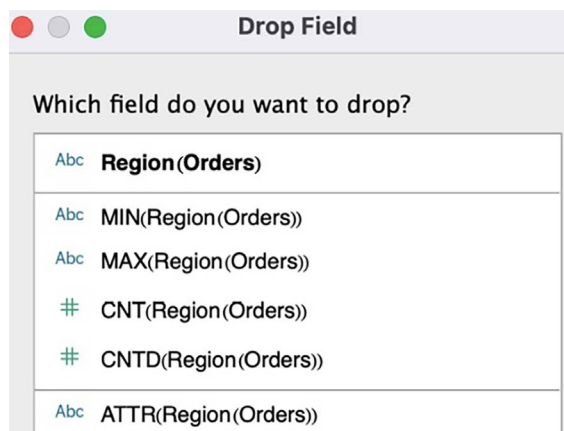 Drop Field
Which field do you want to drop?
Abc Region(Orders)
Abc MIN(Region(Orders))
Abc MAX(Region(Orders))
# CNT(Region(Orders))
# CNTD(Region(Orders))
Abc ATTR(Region(Orders))